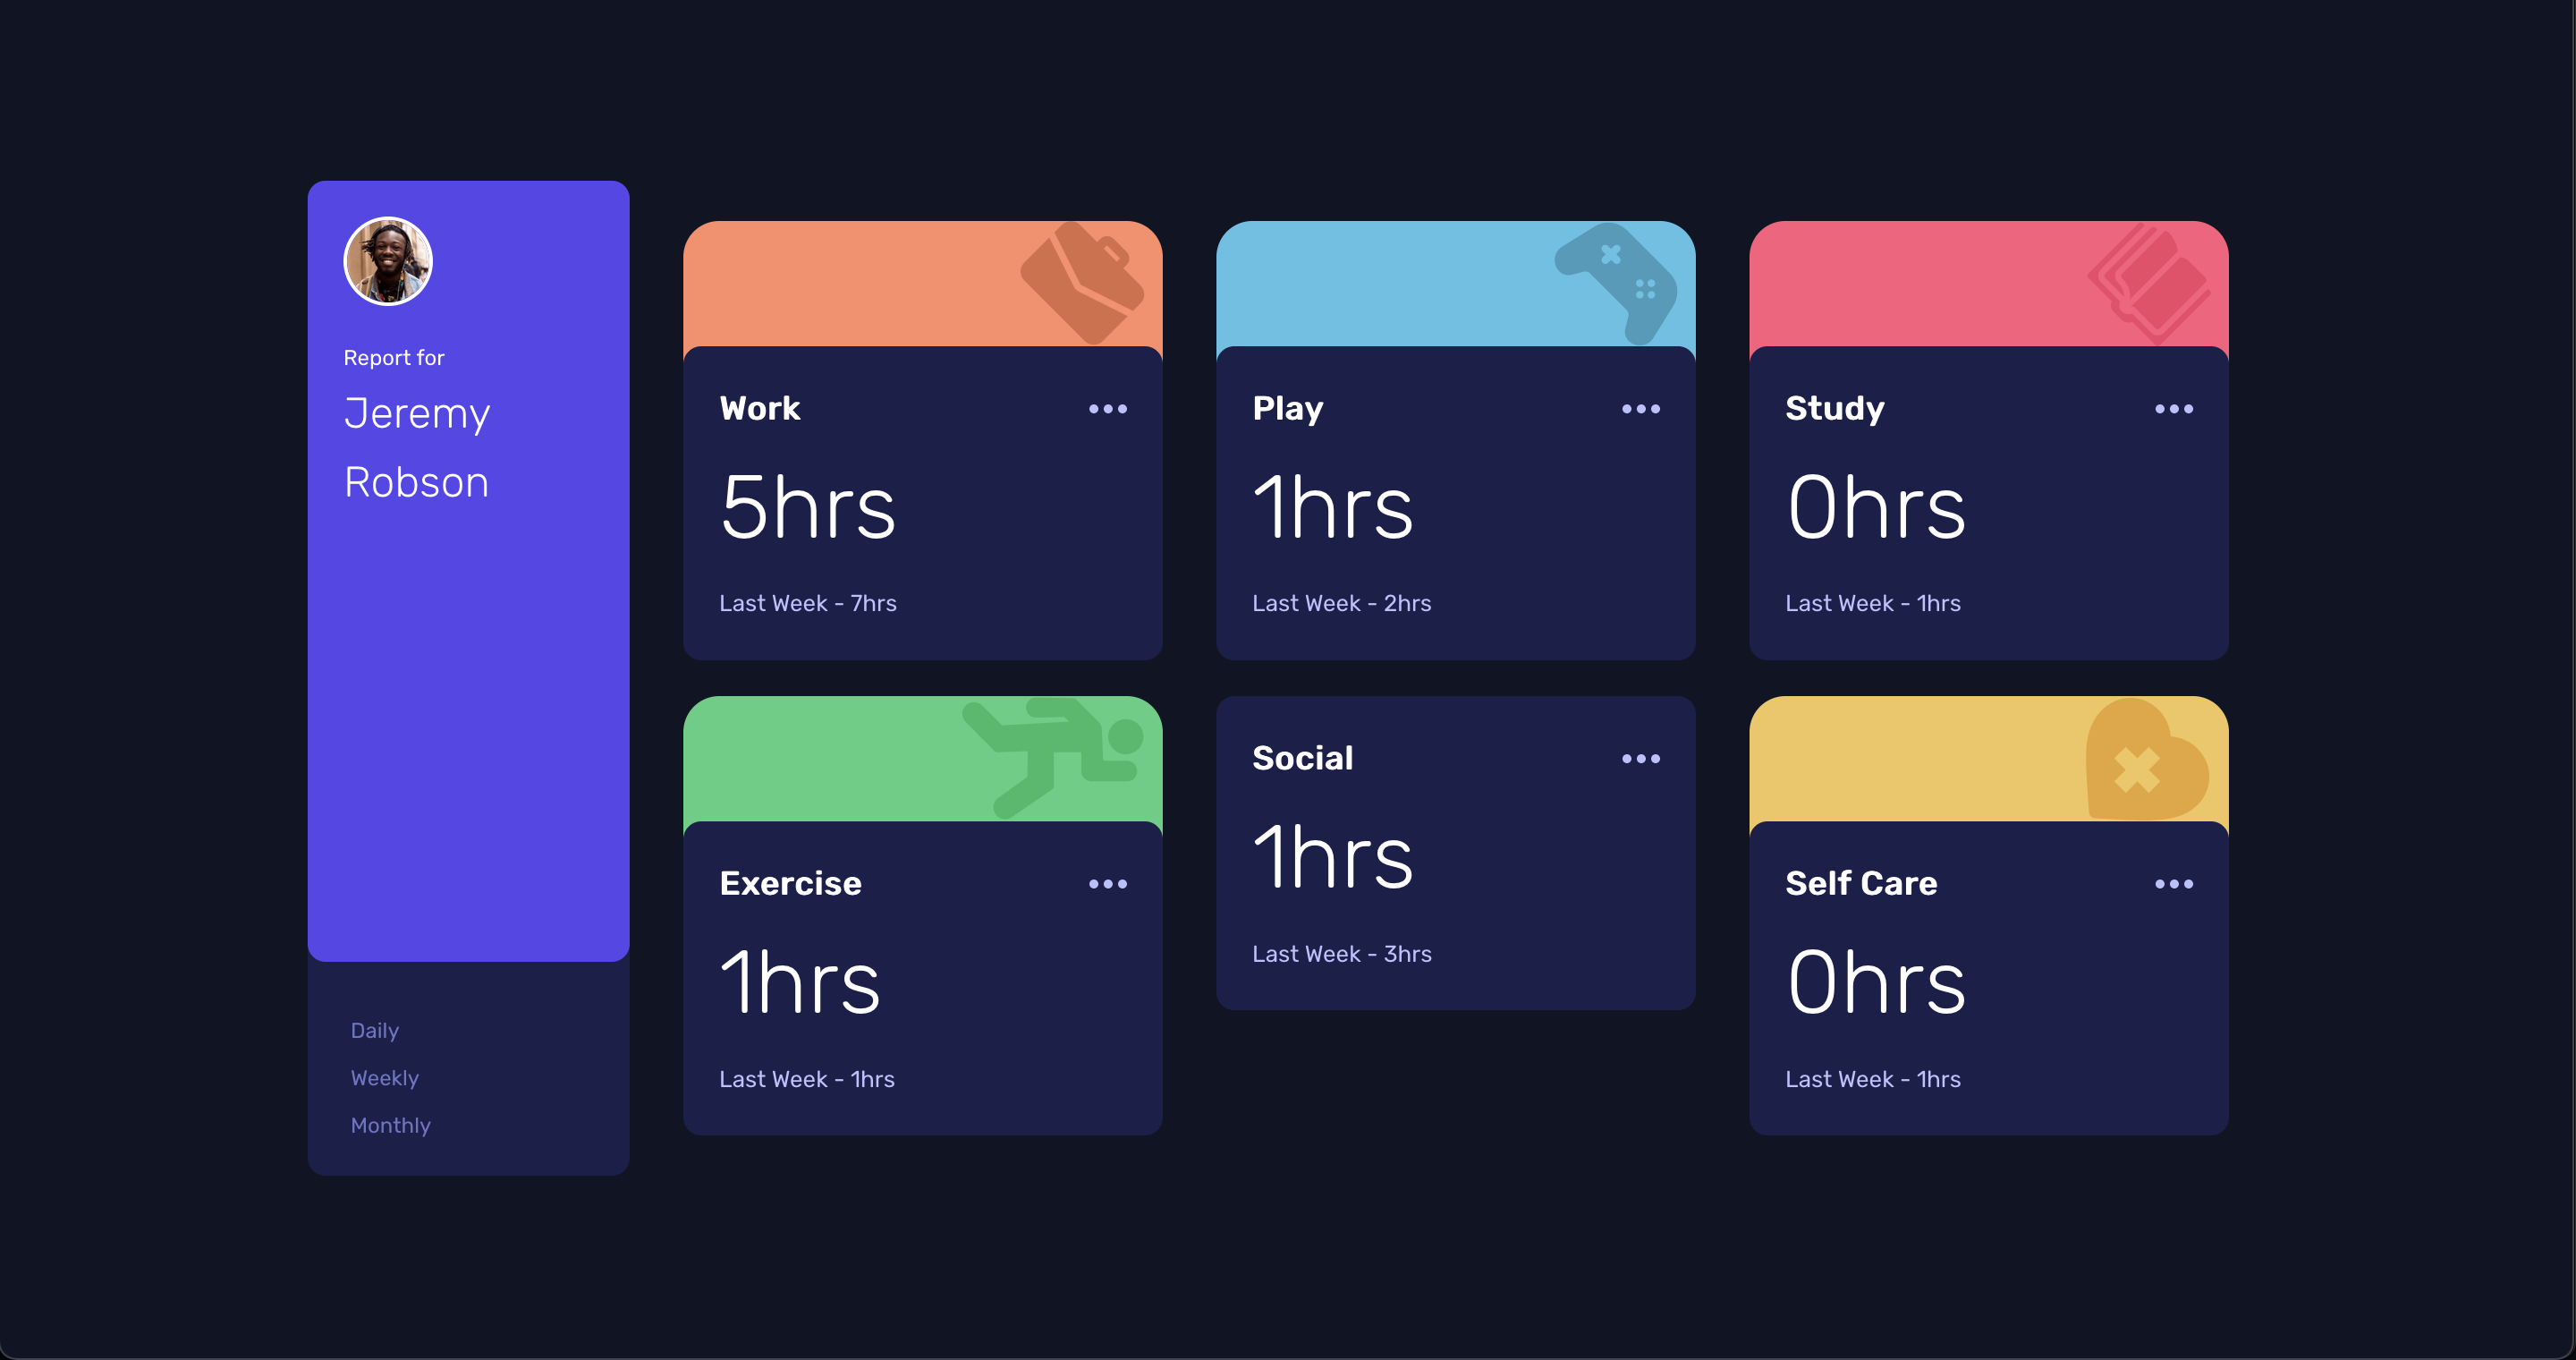 Report for
Jeremy
Robson
Daily
Weekly
Monthly
Work
5hrs
Last Week - 7hrs
Play
1hrs
Last Week - 2hrs
Study
0hrs
Last Week - 1hrs
Exercise
1hrs
Last Week - 1hrs
Social
1hrs
Last Week - 3hrs
Self Care
0hrs
Last Week - 1hrs